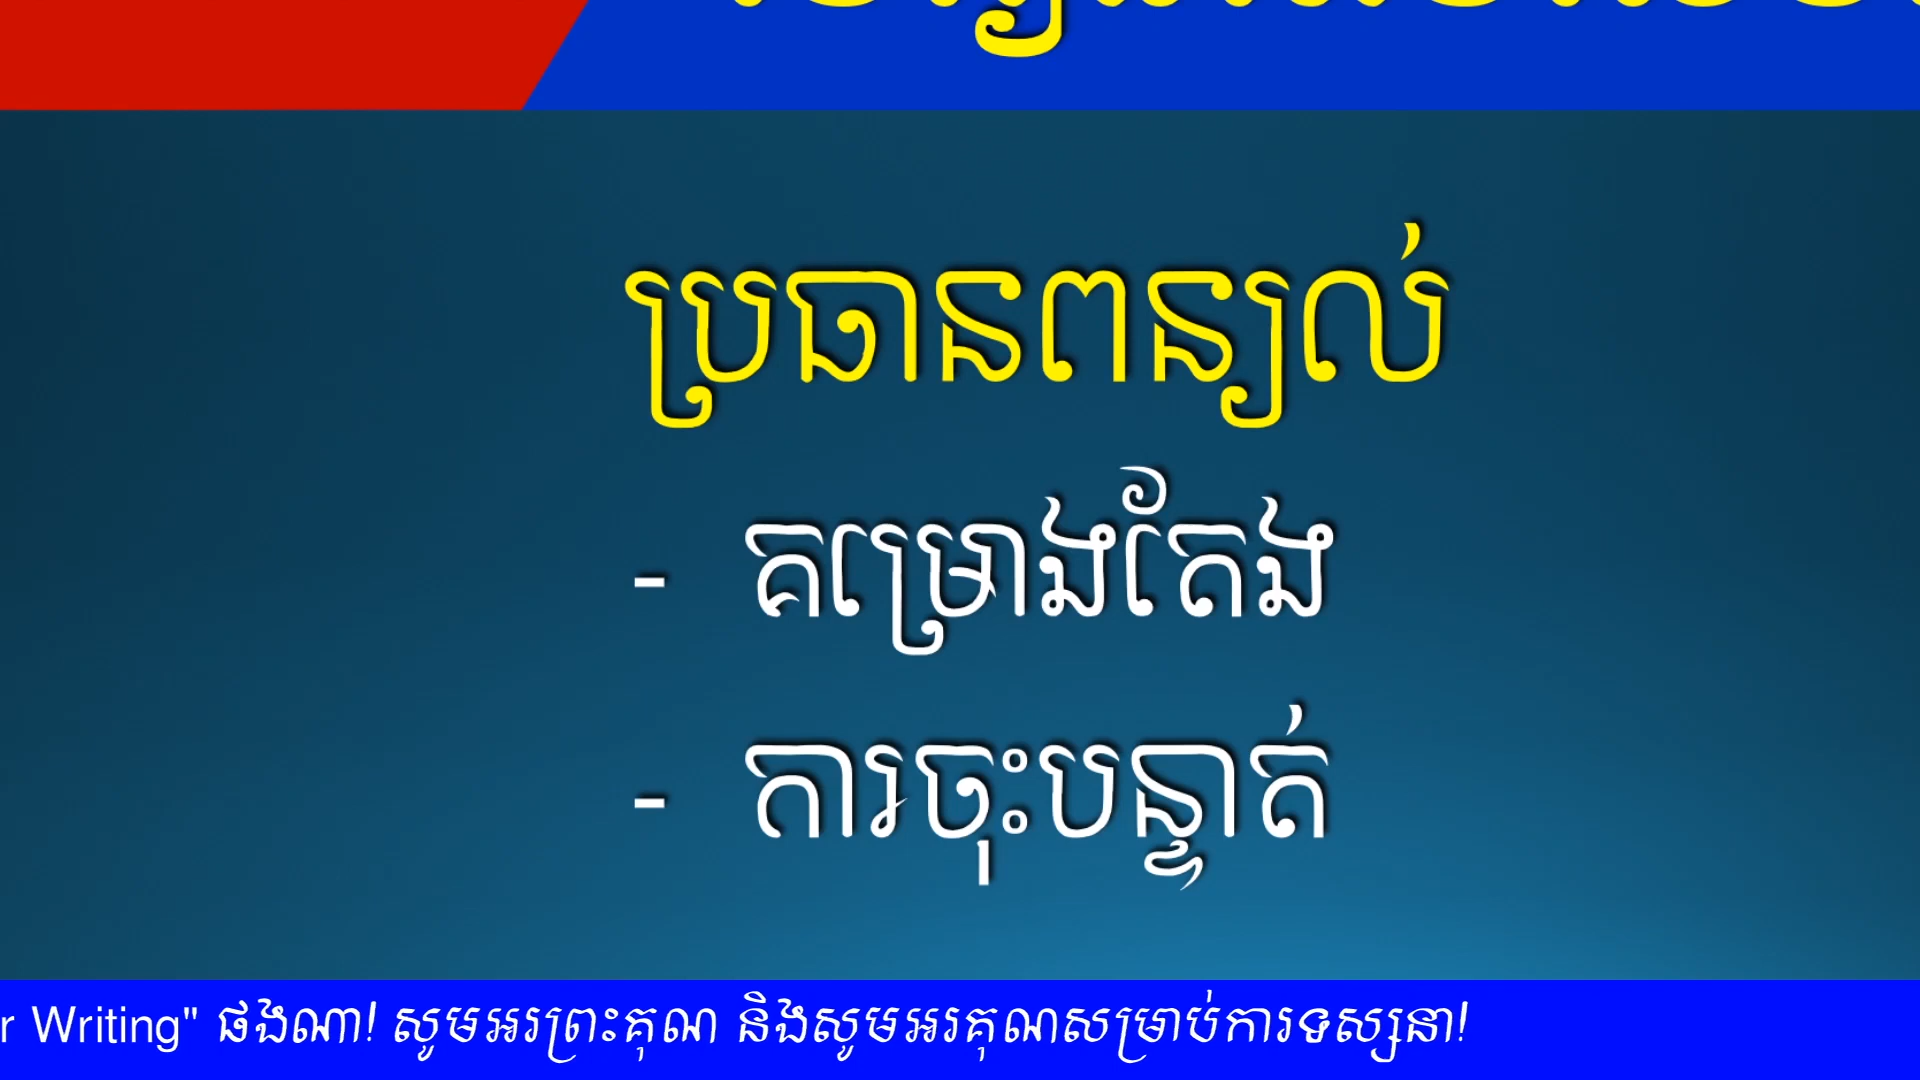 ប្រធានពន្យល់
- គម្រោងតែង
- ការចុះបន្ទាត់
r Writing" ផងណា! សូមអរព្រះគុណ និងសូមអរគុណសម្រាប់ការទស្សនា!